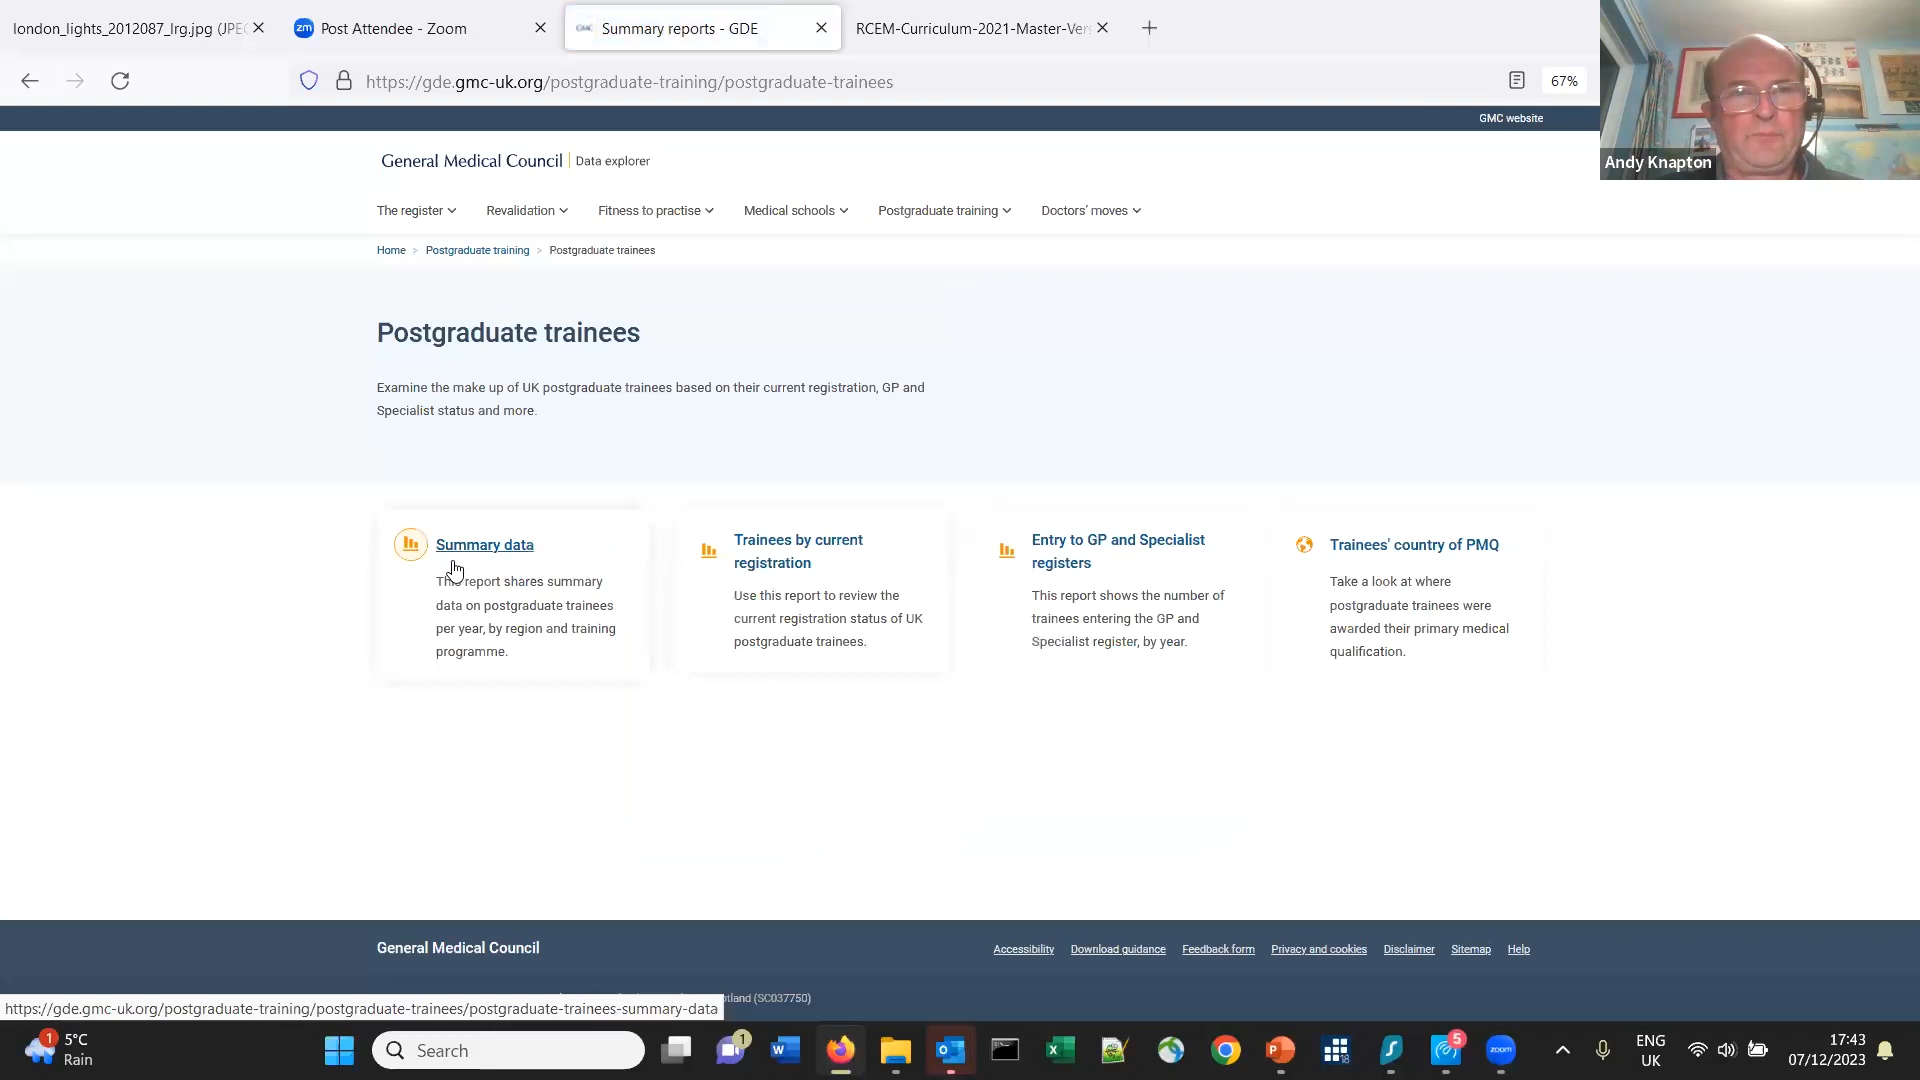 london_lights_2012087_lrg.jpg (JPE
zm Post Attendee - Zoom
GMC Summary reports - GDE
RCEM-Curriculum-2021-Master-Ver
https://gde.gmc-uk.org/postgraduate-training/postgraduate-trainees
67%
GMC website
Andy Knapton
General Medical Council Data explorer
The register
Revalidation
Fitness to practise
Medical schools
Postgraduate training
Doctors' moves
Home > Postgraduate training > Postgraduate trainees
Postgraduate trainees
Examine the make up of UK postgraduate trainees based on their current registration, GP and
Specialist status and more.
Summary data
This report shares summary
data on postgraduate trainees
per year, by region and training
programme.
Trainees by current
registration
Use this report to review the
current registration status of UK
postgraduate trainees.
Entry to GP and Specialist
registers
This report shows the number of
trainees entering the GP and
Specialist register, by year.
Trainees' country of PMQ
Take a look at where
postgraduate trainees were
awarded their primary medical
qualification.
General Medical Council
Accessibility
Download guidance
Feedback form
Privacy and cookies
Disclaimer
Sitemap
Help
tland (SC037750)
https://gde.gmc-uk.org/postgraduate-training/postgraduate-trainees/postgraduate-trainees-summary-data
1
5°C
Rain
Search
1
5
zoom
ENG
UK
17:43
07/12/2023